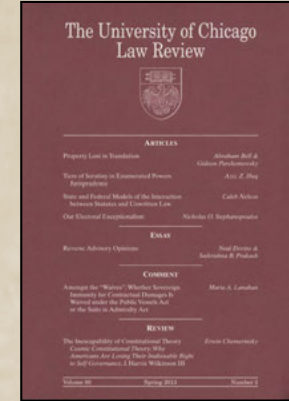 The University of Chicago
Law Review
ARTICLES
Property Lost in Translation Abraham Bell &
Gideon Parchomovsky
Tiers of Scrutiny in Enumerated Powers Aziz Z. Huq
Jurisprudence
State and Federal Models of the Interaction Caleb Nelson
between Statutes and Unwritten Law
Our Electoral Exceptionalism Nicholas O. Stephanopoulos
ESSAY
Reverse Advisory Opinions Neal Devins &
Saikrishna B. Prakash
COMMENT
Amongst the "Waives": Whether Sovereign Maria A. Lanahan
Immunity for Contractual Damages Is
Waived under the Public Vessels Act
or the Suits in Admiralty Act
REVIEW
The Inescapability of Constitutional Theory Erwin Chemerinsky
Cosmic Constitutional Theory: Why
Americans Are Losing Their Inalienable Right
to Self-Governance, J. Harvie Wilkinson III
Volume 80 Spring 2013 Number 2